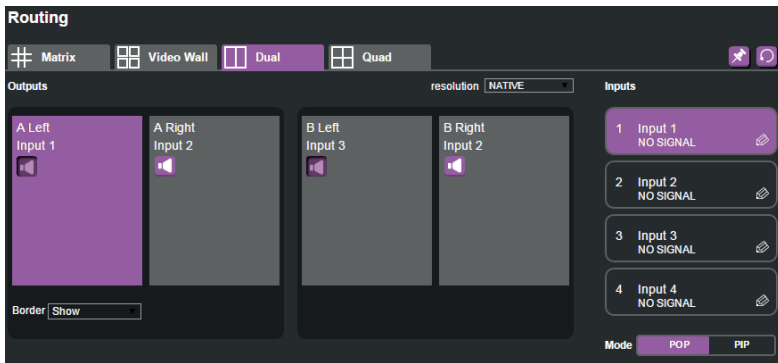 Routing
Matrix
Video Wall
Dual
Quad
Outputs
resolution NATIVE
Inputs
A Left
Input 1
A Right
Input 2
B Left
Input 3
B Right
Input 2
Border Show
1 Input 1
NO SIGNAL
2 Input 2
NO SIGNAL
3 Input 3
NO SIGNAL
4 Input 4
NO SIGNAL
Mode POP PIP